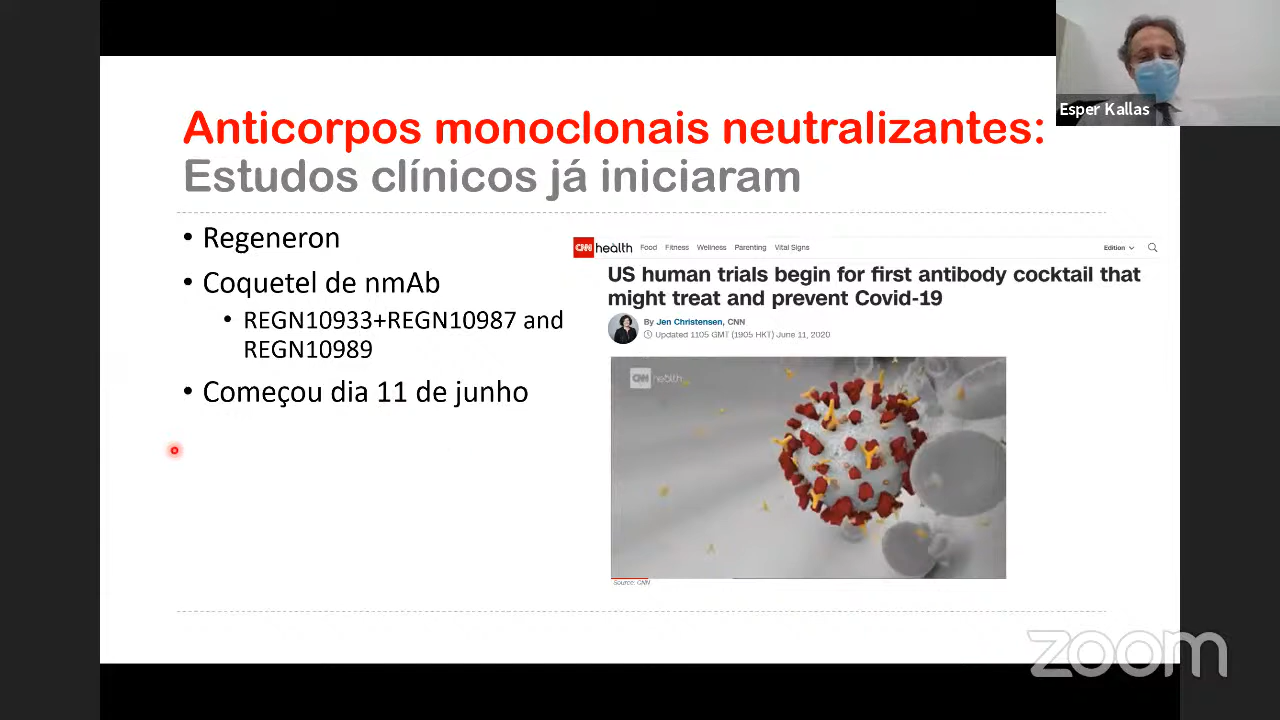 Esper Kallas
Anticorpos monoclonais neutralizantes:
Estudos clínicos já iniciaram
• Regeneron
• Coquetel de nmAb
• REGN10933+REGN10987 and
REGN10989
• Começou dia 11 de junho
CNN health Food Fitness Wellness Parenting Vital Signs Edition
US human trials begin for first antibody cocktail that
might treat and prevent Covid-19
By Jen Christensen, CNN
Updated 1105 GMT (1905 HKT) June 11, 2020
CNN health
Source: CNN
zoom